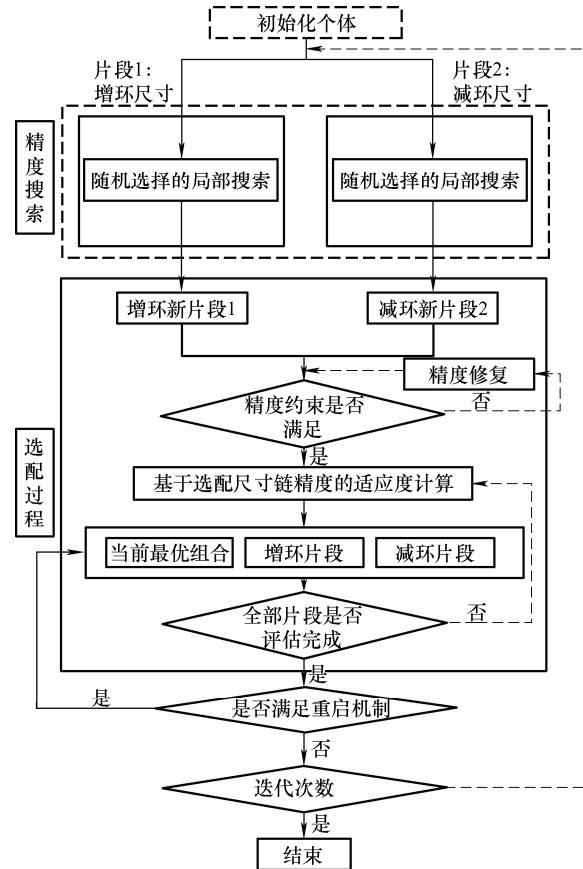 初始化个体
片段1：
增环尺寸
片段2：
减环尺寸
精度搜索
随机选择的局部搜索
随机选择的局部搜索
增环新片段1
减环新片段2
精度修复
精度约束是否
满足
否
是
选配过程
基于选配尺寸链精度的适应度计算
当前最优组合
增环片段
减环片段
全部片段是否
评估完成
否
是
是
是否满足重启机制
否
迭代次数
是
结束